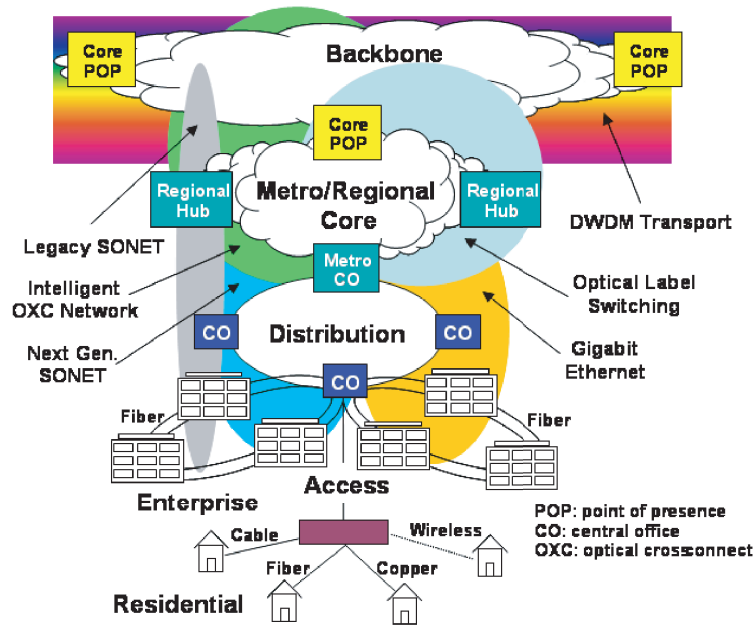 Core
POP
Backbone
Core
POP
Core
POP
Regional
Hub
Metro/Regional
Core
Regional
Hub
DWDM Transport
Legacy SONET
Metro
CO
Intelligent
OXC Network
Optical Label
Switching
CO
Distribution
CO
Next Gen.
SONET
Gigabit
Ethernet
CO
Fiber
Fiber
Enterprise
Access
POP: point of presence
CO: central office
OXC: optical crossconnect
Cable
Wireless
Fiber
Copper
Residential